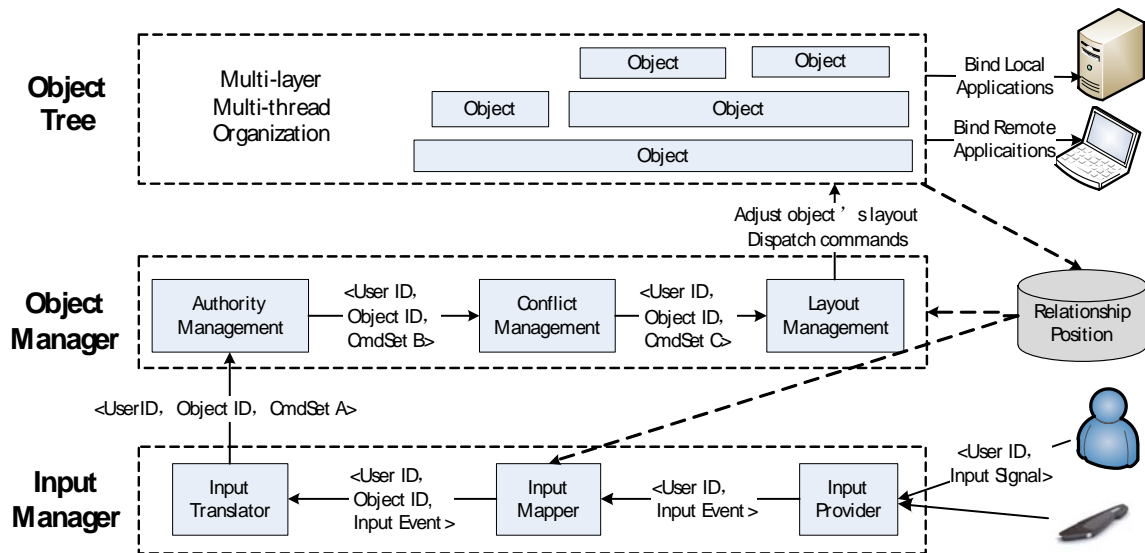 Object
Tree
Multi-layer
Multi-thread
Organization
Object
Object
Object
Object
Object
Bind Local
Applications
Bind Remote
Applicaitions
Adjust object’s layout
Dispatch commands
Object
Manager
Authority
Management
<User ID，
Object ID，
CmdSet B>
Conflict
Management
<User ID，
Object ID，
CmdSet C>
Layout
Management
Relationship
Position
<UserID， Object ID， CmdSet A>
Input
Manager
Input
Translator
<User ID，
Object ID，
Input Event>
Input
Mapper
<User ID，
Input Event>
Input
Provider
<User ID，
Input Signal>